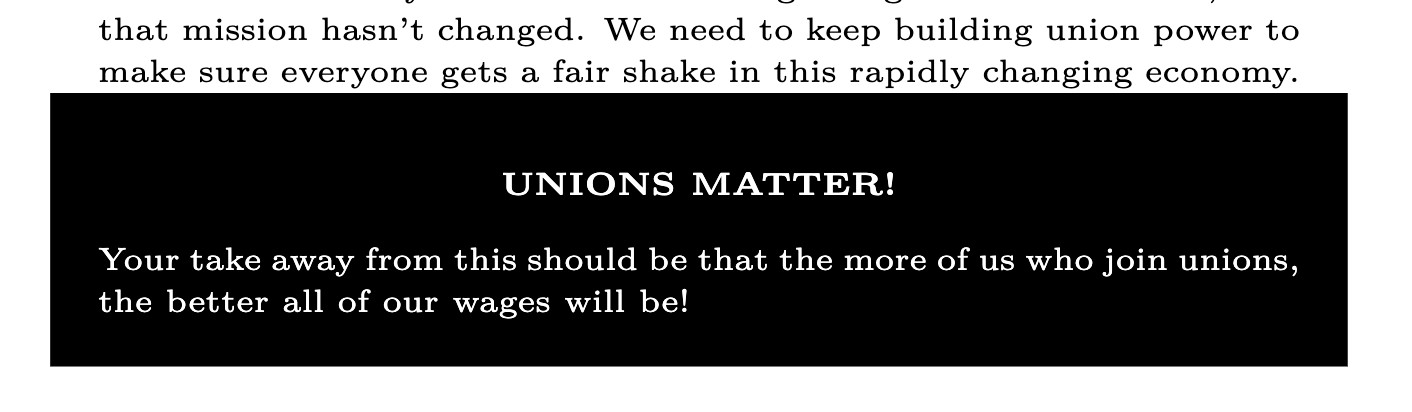 that mission hasn't changed. We need to keep building union power to
make sure everyone gets a fair shake in this rapidly changing economy.
UNIONS MATTER!
Your take away from this should be that the more of us who join unions,
the better all of our wages will be!